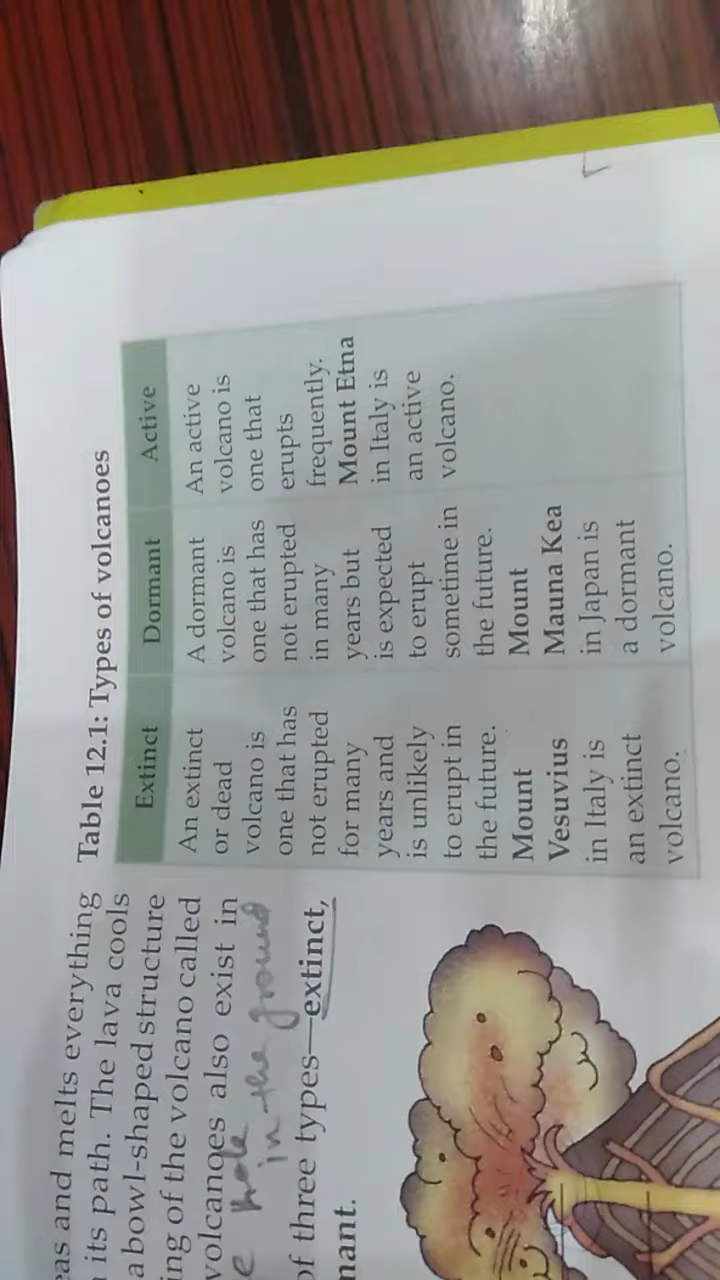 eas and melts everything
its path. The lava cools
a bowl-shaped structure
ing of the volcano called
volcanoes also exist in
e hole in the ground
of three types—extinct,
nant.
Table 12.1: Types of volcanoes
Extinct
An extinct
or dead
volcano is
one that has
not erupted
for many
years and
is unlikely
to erupt in
the future.
Mount
Vesuvius
in Italy is
an extinct
volcano.
Dormant
A dormant
volcano is
one that has
not erupted
in many
years but
is expected
to erupt
sometime in
the future.
Mount
Mauna Kea
in Japan is
a dormant
volcano.
Active
An active
volcano is
one that
erupts
frequently.
Mount Etna
in Italy is
an active
volcano.